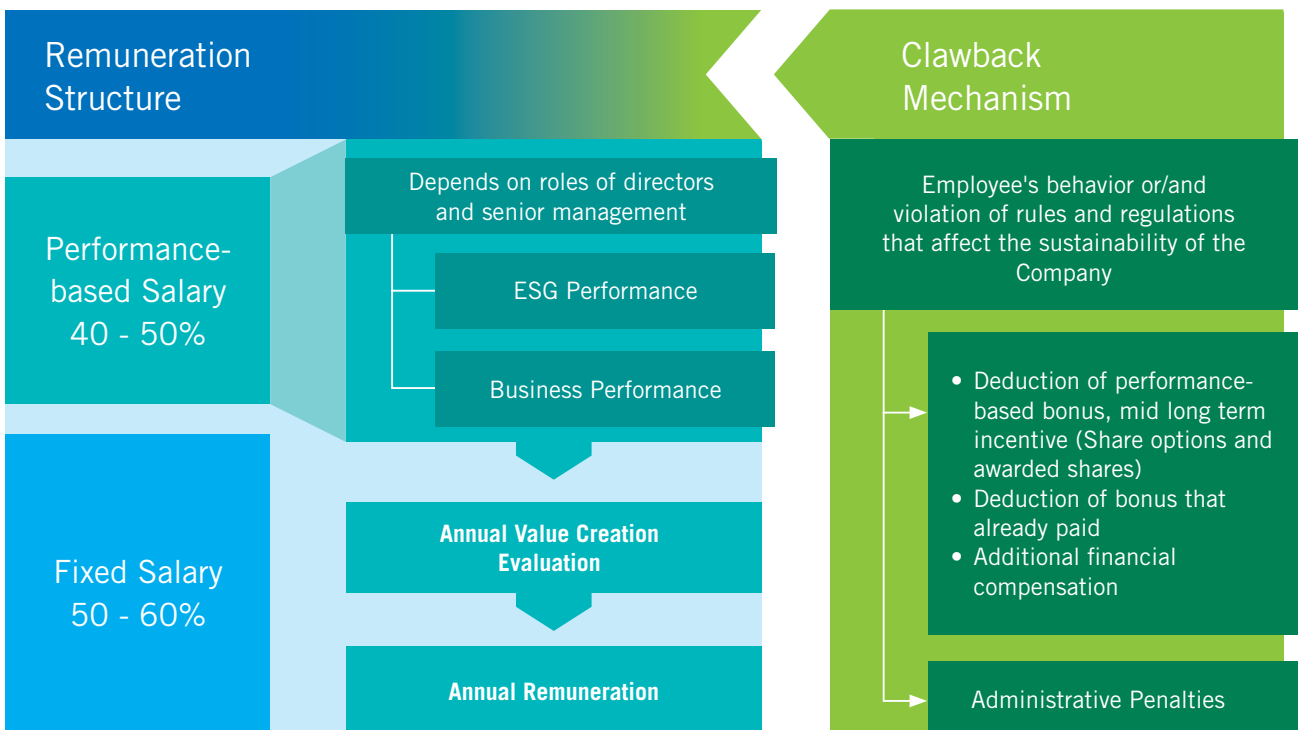 Remuneration
Structure
Performance-
based Salary
40 - 50%
Fixed Salary
50 - 60%
Depends on roles of directors
and senior management
ESG Performance
Business Performance
Annual Value Creation
Evaluation
Annual Remuneration
Clawback
Mechanism
Employee's behavior or/and
violation of rules and regulations
that affect the sustainability of the
Company
• Deduction of performance-
based bonus, mid long term
incentive (Share options and
awarded shares)
• Deduction of bonus that
already paid
• Additional financial
compensation
Administrative Penalties